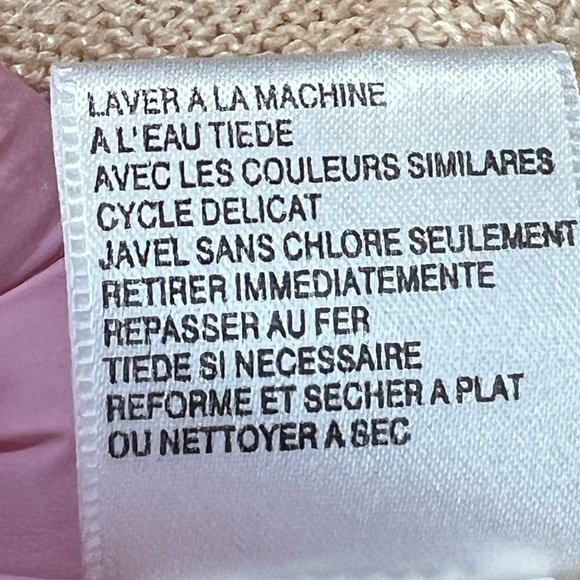 LAVER A LA MACHINE
A L'EAU TIEDE
AVEC LES COULEURS SIMILARES
CYCLE DELICAT
JAVEL SANS CHLORE SEULEMENT
RETIRER IMMEDIATEMENTE
REPASSER AU FER
TIEDE SI NECESSAIRE
REFORME ET SECHER A PLAT
OU NETTOYER A SEC